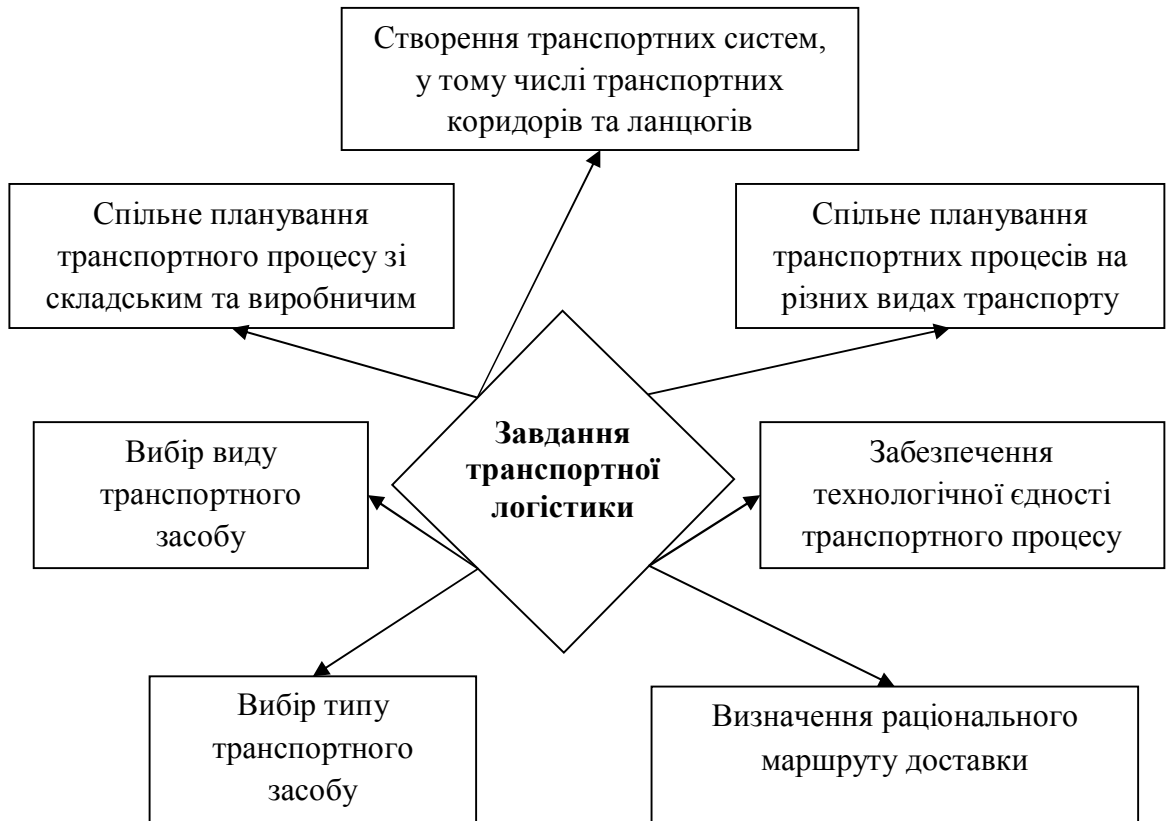 Створення транспортних систем,
у тому числі транспортних
коридорів та ланцюгів
Спільне планування
транспортного процесу зі
складським та виробничим
Спільне планування
транспортних процесів на
різних видах транспорту
Завдання
транспортної
логістики
Вибір виду
транспортного
засобу
Забезпечення
технологічної єдності
транспортного процесу
Вибір типу
транспортного
засобу
Визначення раціонального
маршруту доставки